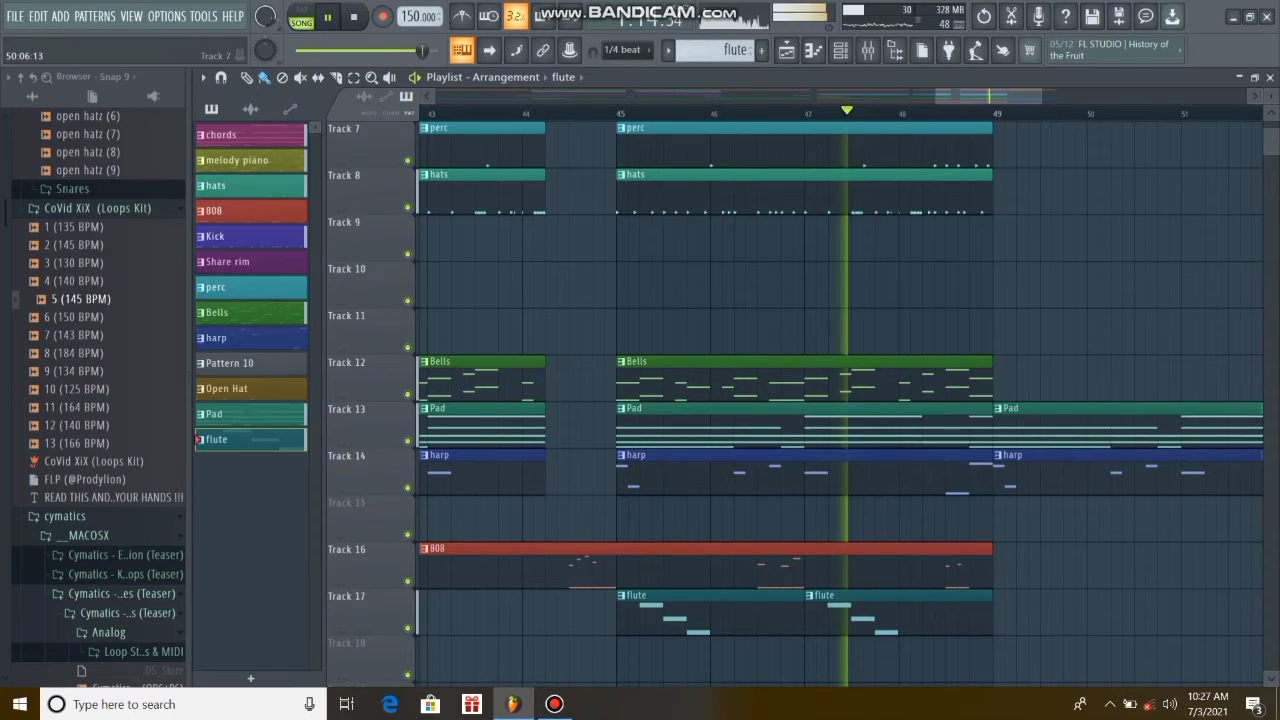 FILE EDIT ADD PATTERNS VIEW OPTIONS TOOLS HELP
PAT
SONG
150.000
3.2
www.BANDICAM.com
30
328 MB
48
50:06:13
Track 7
1/4 beat
flute
05/12 FL STUDIO | History of
the Fruit
Browser - Snap 9
Playlist - Arrangement
flute
open hatz (6)
open hatz (7)
open hatz (8)
open hatz (9)
Snares
CoVid XiX (Loops Kit)
1 (135 BPM)
2 (145 BPM)
3 (130 BPM)
4 (140 BPM)
5 (145 BPM)
6 (150 BPM)
7 (143 BPM)
8 (184 BPM)
9 (134 BPM)
10 (125 BPM)
11 (164 BPM)
12 (140 BPM)
13 (166 BPM)
CoVid XiX (Loops Kit)
FLP (@Prodylion)
READ THIS AND..YOUR HANDS !!!
cymatics
__MACOSX
Cymatics - E..ion (Teaser)
Cymatics - K..ops (Teaser)
Cymatics -..es (Teaser)
Cymatics -..s (Teaser)
Analog
Loop St..s & MIDI
.DS_Store
chords
melody piano
hats
808
Kick
Share rim
perc
Bells
harp
Pattern 10
Open Hat
Pad
flute
43 44 45 46 47 48 49 50 51
Track 7 perc perc
Track 8 hats hats
Track 9
Track 10
Track 11
Track 12 Bells Bells
Track 13 Pad Pad Pad
Track 14 harp harp harp
Track 15
Track 16 808
Track 17 flute flute
Track 18
Type here to search
10:27 AM
7/3/2021
3